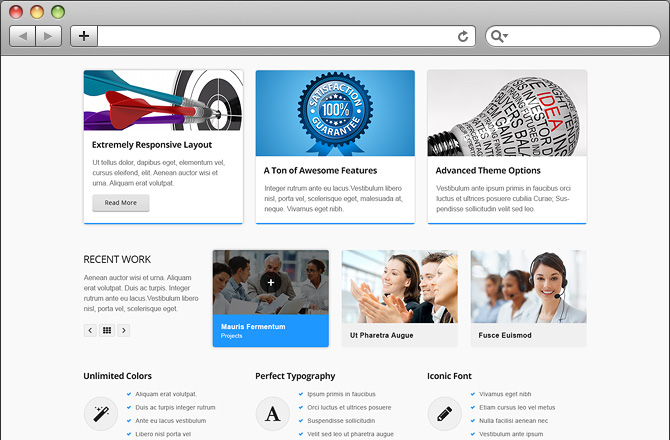 SATISFACTION
100%
GUARANTEE
IDEA
Extremely Responsive Layout
Ut tellus dolor, dapibus eget, elementum vel,
cursus eleifend, elit. Aenean auctor wisi et
urna. Aliquam erat volutpat.
Read More
A Ton of Awesome Features
Integer rutrum ante eu lacus.Vestibulum libero
nisl, porta vel, scelerisque eget, malesuada at,
neque. Vivamus eget nibh.
Advanced Theme Options
Vestibulum ante ipsum primis in faucibus orci
luctus et ultrices posuere cubilia Curae; Sus-
pendisse sollicitudin velit sed leo.
RECENT WORK
Aenean auctor wisi et urna. Aliquam
erat volutpat. Duis ac turpis. Integer
rutrum ante eu lacus.Vestibulum libero
nisl, porta vel, scelerisque eget.
Mauris Fermentum
Projects
Ut Pharetra Augue
Fusce Euismod
Unlimited Colors
Aliquam erat volutpat
Duis ac turpis integer rutrum
Ante eu lacus vestibulum
Libero nisl porta vel
Perfect Typography
A
Ipsum primis in faucibus
Orci luctus et ultrices posuere
Suspendisse sollicitudin
Velit sed leo ut pharetra augue
Iconic Font
Vivamus eget nibh
Etiam cursus leo vel metus
Nulla facilisi aenean nec
Vestibulum ante ipsum